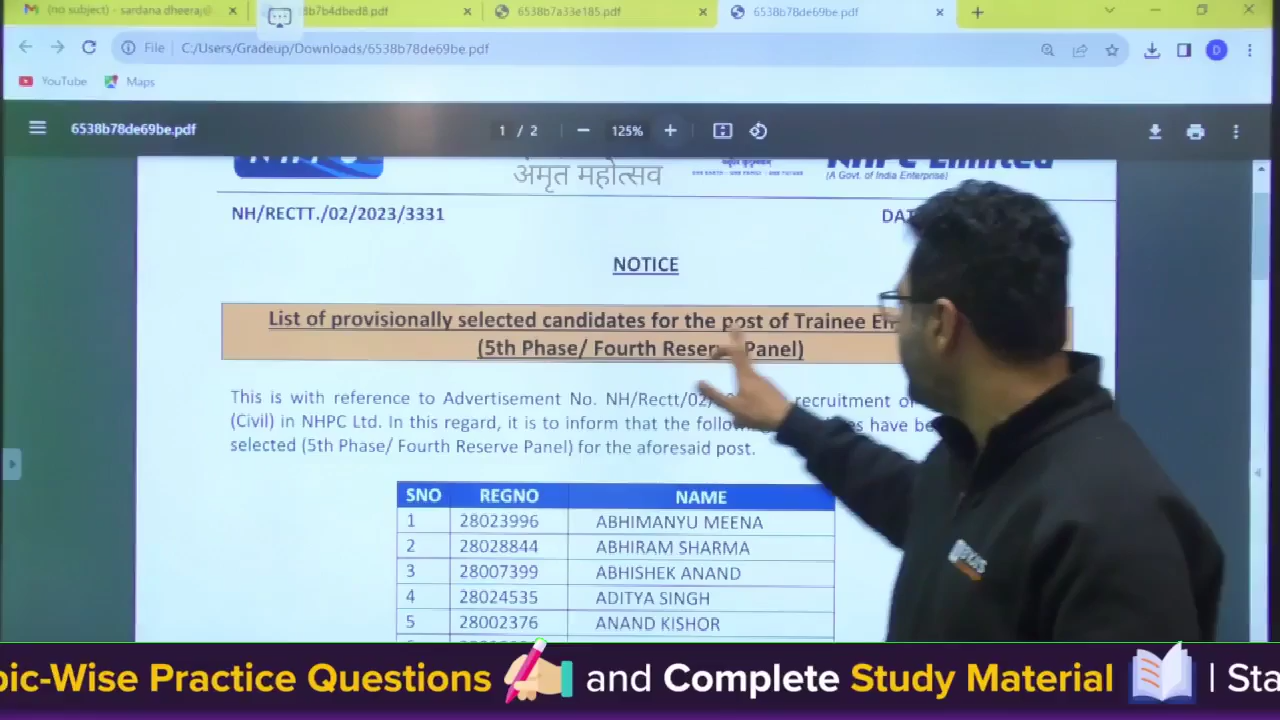 (no subject) - sardana dheeraj@
8b7b4dbed8.pdf
6538b7a33e185.pdf
6538b78de69be.pdf
File C:/Users/Gradeup/Downloads/6538b78de69be.pdf
D
YouTube Maps
6538b78de69be.pdf
1 / 2
125%
NHPC Limited
अमृत महोत्सव
(A Govt. of India Enterprise)
NH/RECTT./02/2023/3331
DAT
NOTICE
List of provisionally selected candidates for the post of Trainee En
(5th Phase/ Fourth Reserve Panel)
This is with reference to Advertisement No. NH/Rectt/02/ recruitment of
(Civil) in NHPC Ltd. In this regard, it is to inform that the have be
selected (5th Phase/ Fourth Reserve Panel) for the aforesaid post.
SNO REGNO NAME
1 28023996 ABHIMANYU MEENA
2 28028844 ABHIRAM SHARMA
3 28007399 ABHISHEK ANAND
4 28024535 ADITYA SINGH
5 28002376 ANAND KISHOR
pic-Wise Practice Questions and Complete Study Material | Sta